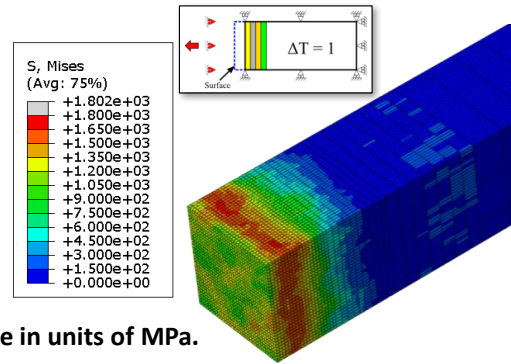 ΔT = 1
Surface
S, Mises
(Avg: 75%)
+1.802e+03
+1.800e+03
+1.650e+03
+1.500e+03
+1.350e+03
+1.200e+03
+1.050e+03
+9.000e+02
+7.500e+02
+6.000e+02
+4.500e+02
+3.000e+02
+1.500e+02
+0.000e+00
e in units of MPa.